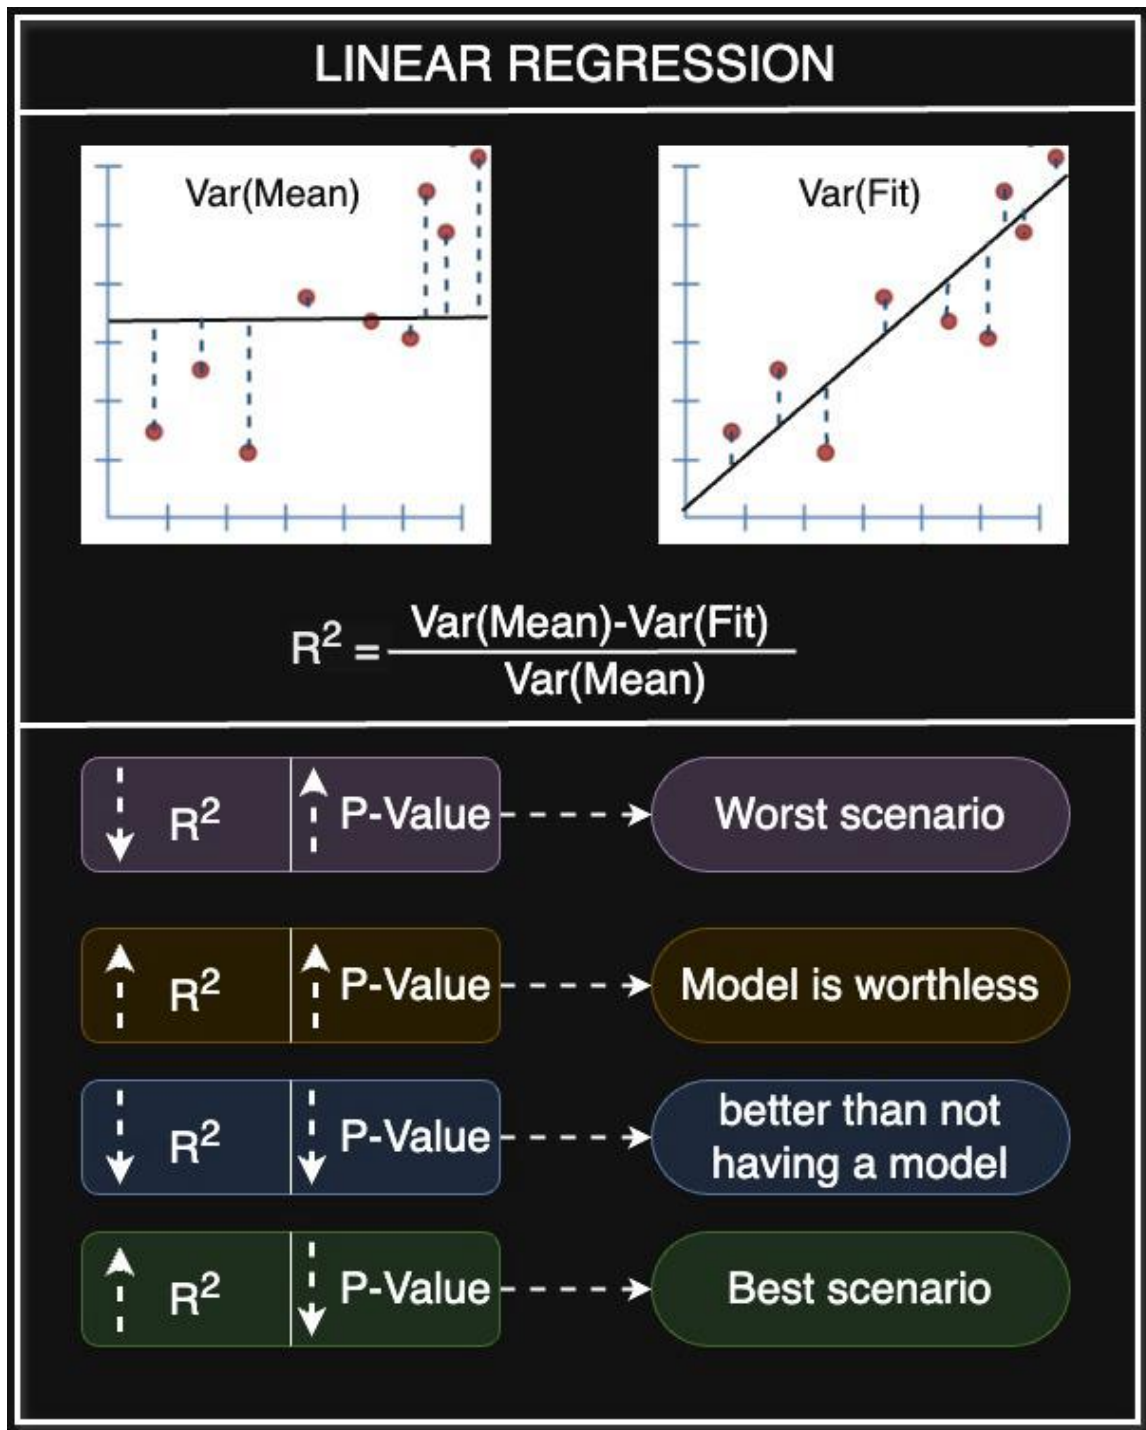 LINEAR REGRESSION
Var(Mean)
Var(Fit)
R² = Var(Mean)-Var(Fit)
Var(Mean)
R² P-Value
Worst scenario
R² P-Value
Model is worthless
R² P-Value
better than not
having a model
R² P-Value
Best scenario